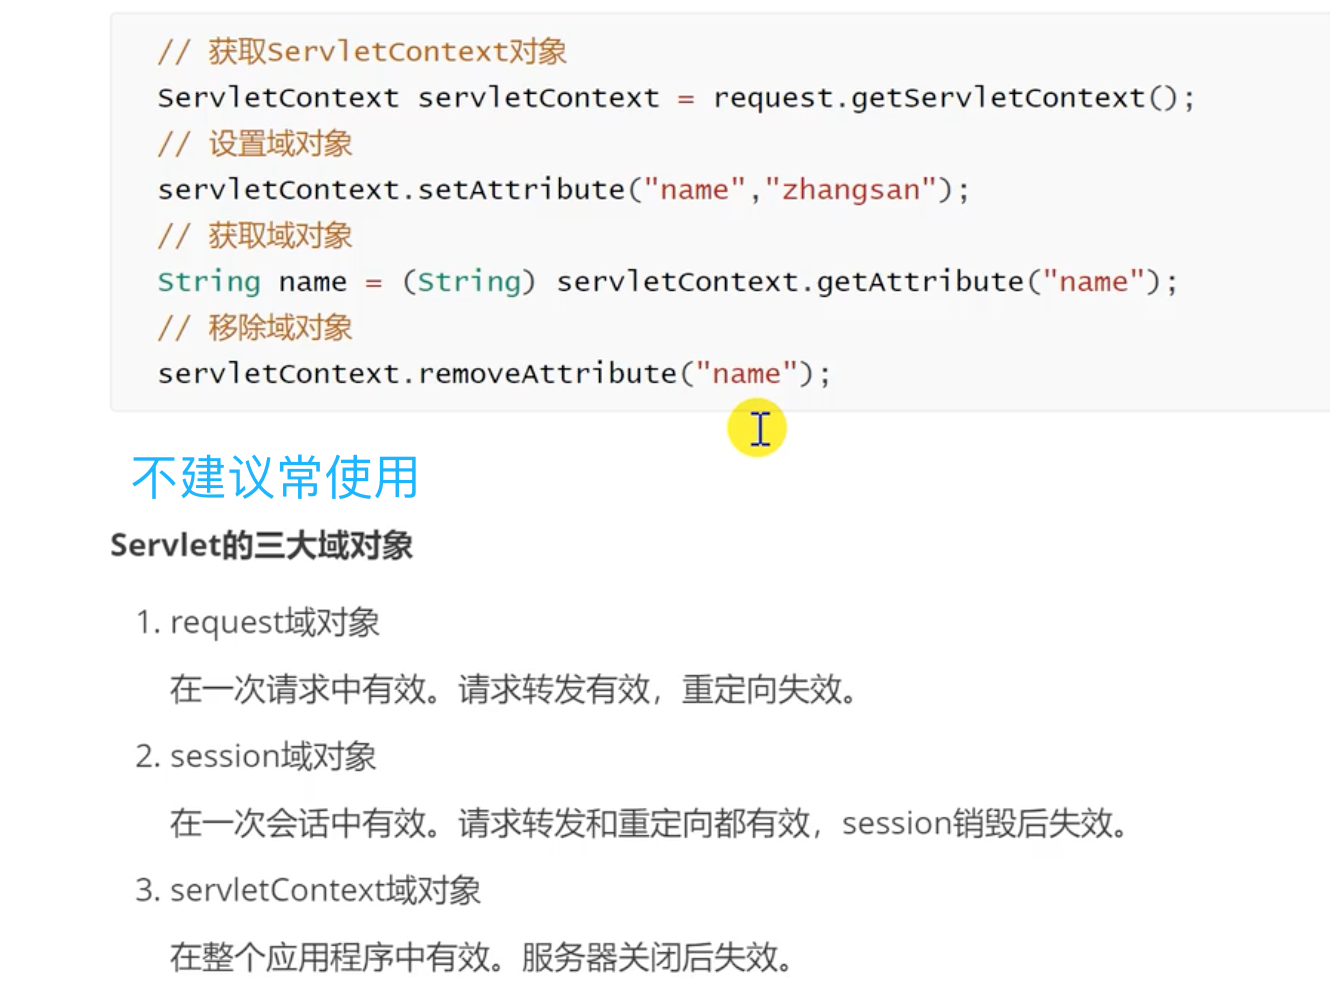 // 获取ServletContext对象
ServletContext servletContext = request.getServletContext();
// 设置域对象
servletContext.setAttribute("name","zhangsan");
// 获取域对象
String name = (String) servletContext.getAttribute("name");
// 移除域对象
servletContext.removeAttribute("name");
不建议常使用
Servlet的三大域对象
1. request域对象
在一次请求中有效。请求转发有效，重定向失效。
2. session域对象
在一次会话中有效。请求转发和重定向都有效，session销毁后失效。
3. servletContext域对象
在整个应用程序中有效。服务器关闭后失效。